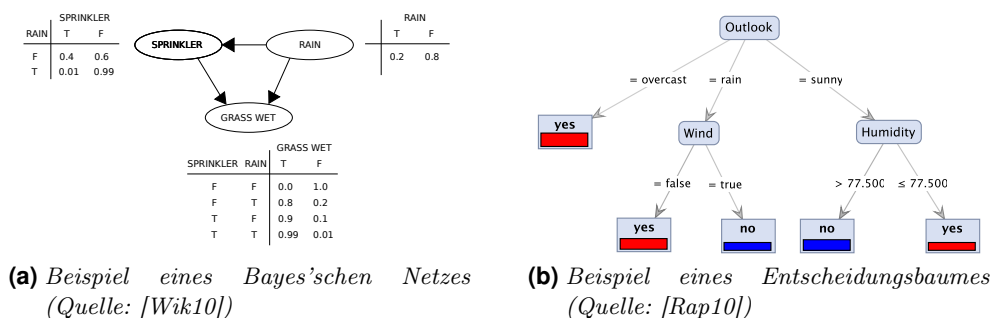 SPRINKLER
RAIN T F
F 0.4 0.6
T 0.01 0.99
SPRINKLER
RAIN
RAIN
T F
0.2 0.8
GRASS WET
GRASS WET
SPRINKLER RAIN T F
F F 0.0 1.0
F T 0.8 0.2
T F 0.9 0.1
T T 0.99 0.01
(a) Beispiel eines Bayes'schen Netzes
(Quelle: [Wik10])
Outlook
= overcast = rain = sunny
yes
Wind
Humidity
= false = true
> 77.500 ≤ 77.500
yes
no
no
yes
(b) Beispiel eines Entscheidungsbaumes
(Quelle: [Rap10])